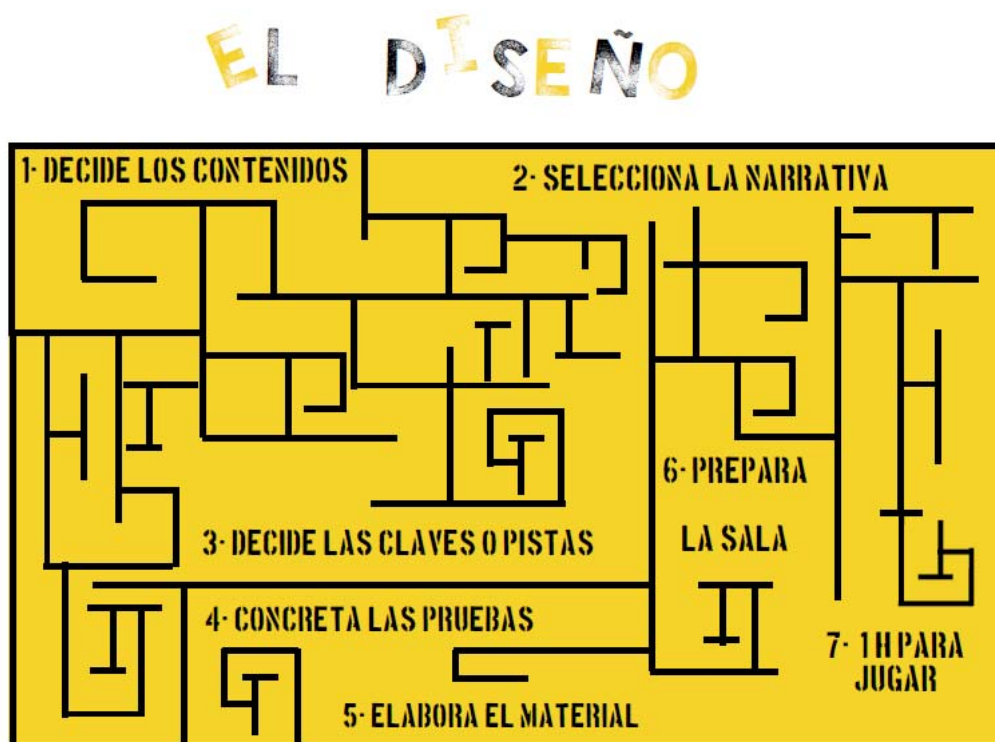 EL DISEÑO
1- DECIDE LOS CONTENIDOS
2- SELECCIONA LA NARRATIVA
3- DECIDE LAS CLAVES O PISTAS
4- CONCRETA LAS PRUEBAS
5- ELABORA EL MATERIAL
6- PREPARA
LA SALA
7- 1H PARA
JUGAR